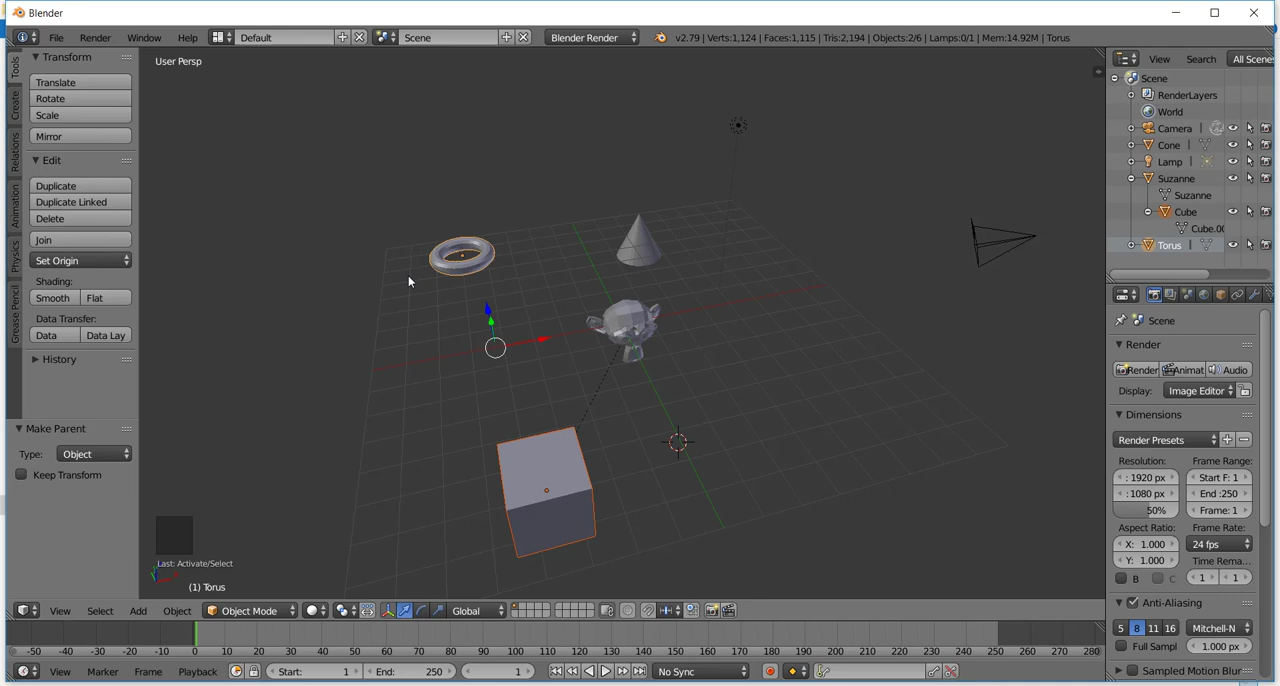 Blender
File Render Window Help Default Scene Blender Render v2.79 | Verts:1,124 | Faces:1,115 | Tris:2,194 | Objects:2/6 | Lamps:0/1 | Mem:14.92M | Torus
Tools
Create
Relations
Animation
Physics
Grease Pencil
Transform
Translate
Rotate
Scale
Mirror
Edit
Duplicate
Duplicate Linked
Delete
Join
Set Origin
Shading:
Smooth Flat
Data Transfer:
Data Data Lay
History
Make Parent
Type: Object
Keep Transform
User Persp
Last: Activate/Select
(1) Torus
View Select Add Object Object Mode Global
View Search All Scenes
Scene
RenderLayers
World
Camera
Cone
Lamp
Suzanne
Suzanne
Cube
Cube.00
Torus
Scene
Render
Render Animat Audio
Display: Image Editor
Dimensions
Render Presets
Resolution: Frame Range:
: 1920 px Start F: 1
:1080 px End :250
50% Frame: 1
Aspect Ratio: Frame Rate:
X: 1.000 24 fps
Y: 1.000 Time Rema...
B C 1 1
Anti-Aliasing
5 8 11 16 Mitchell-N
Full Sampl 1.000 px
Sampled Motion Blur
-50 -40 -30 -20 -10 0 10 20 30 40 50 60 70 80 90 100 110 120 130 140 150 160 170 180 190 200 210 220 230 240 250 260 270 280
View Marker Frame Playback Start: 1 End: 250 1 No Sync